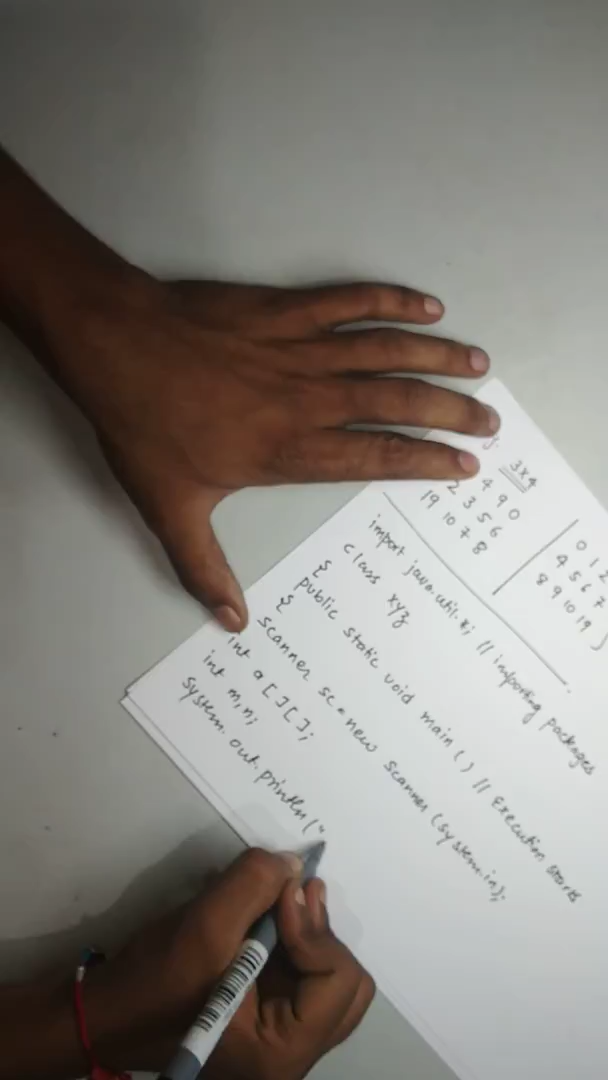 3x4
4 9 0
2 3 5 6
19 10 7 8
0 1 2
4 5 6 7
8 9 10 19
import java.util.*; // importing packages
class xyz
{
public static void main() // Execution starts
{
scanner sc = new scanner (system.in);
int a[][];
int m,n;
system.out.println("